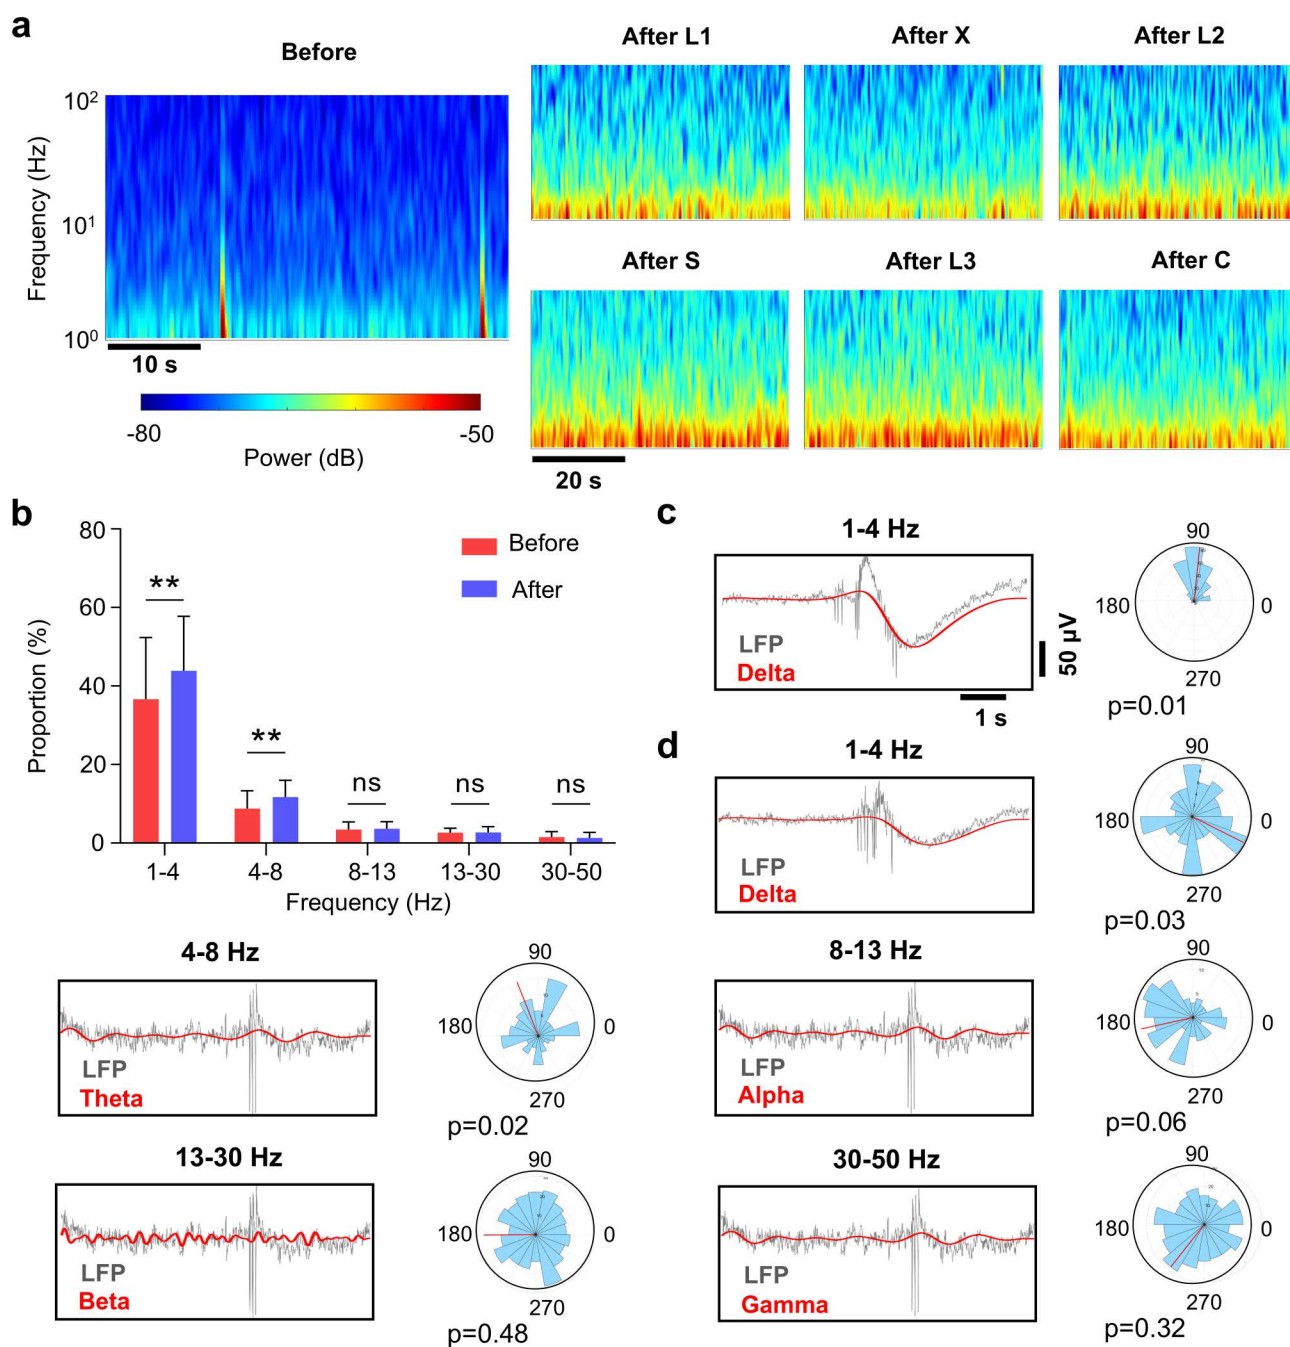 a
Before
After L1
After X
After L2
Frequency (Hz)
10²
10¹
10⁰
10 s
-80
-50
Power (dB)
After S
After L3
After C
20 s
b
Proportion (%)
80
60
40
20
0
Before
After
**
**
ns
ns
ns
1-4
4-8
8-13
13-30
30-50
Frequency (Hz)
c
1-4 Hz
LFP
Delta
50 µV
1 s
90
180
0
270
p=0.01
d
1-4 Hz
LFP
Delta
90
180
0
270
p=0.03
4-8 Hz
LFP
Theta
90
180
0
270
p=0.02
8-13 Hz
LFP
Alpha
90
180
0
270
p=0.06
13-30 Hz
LFP
Beta
90
180
0
270
p=0.48
30-50 Hz
LFP
Gamma
90
180
0
270
p=0.32